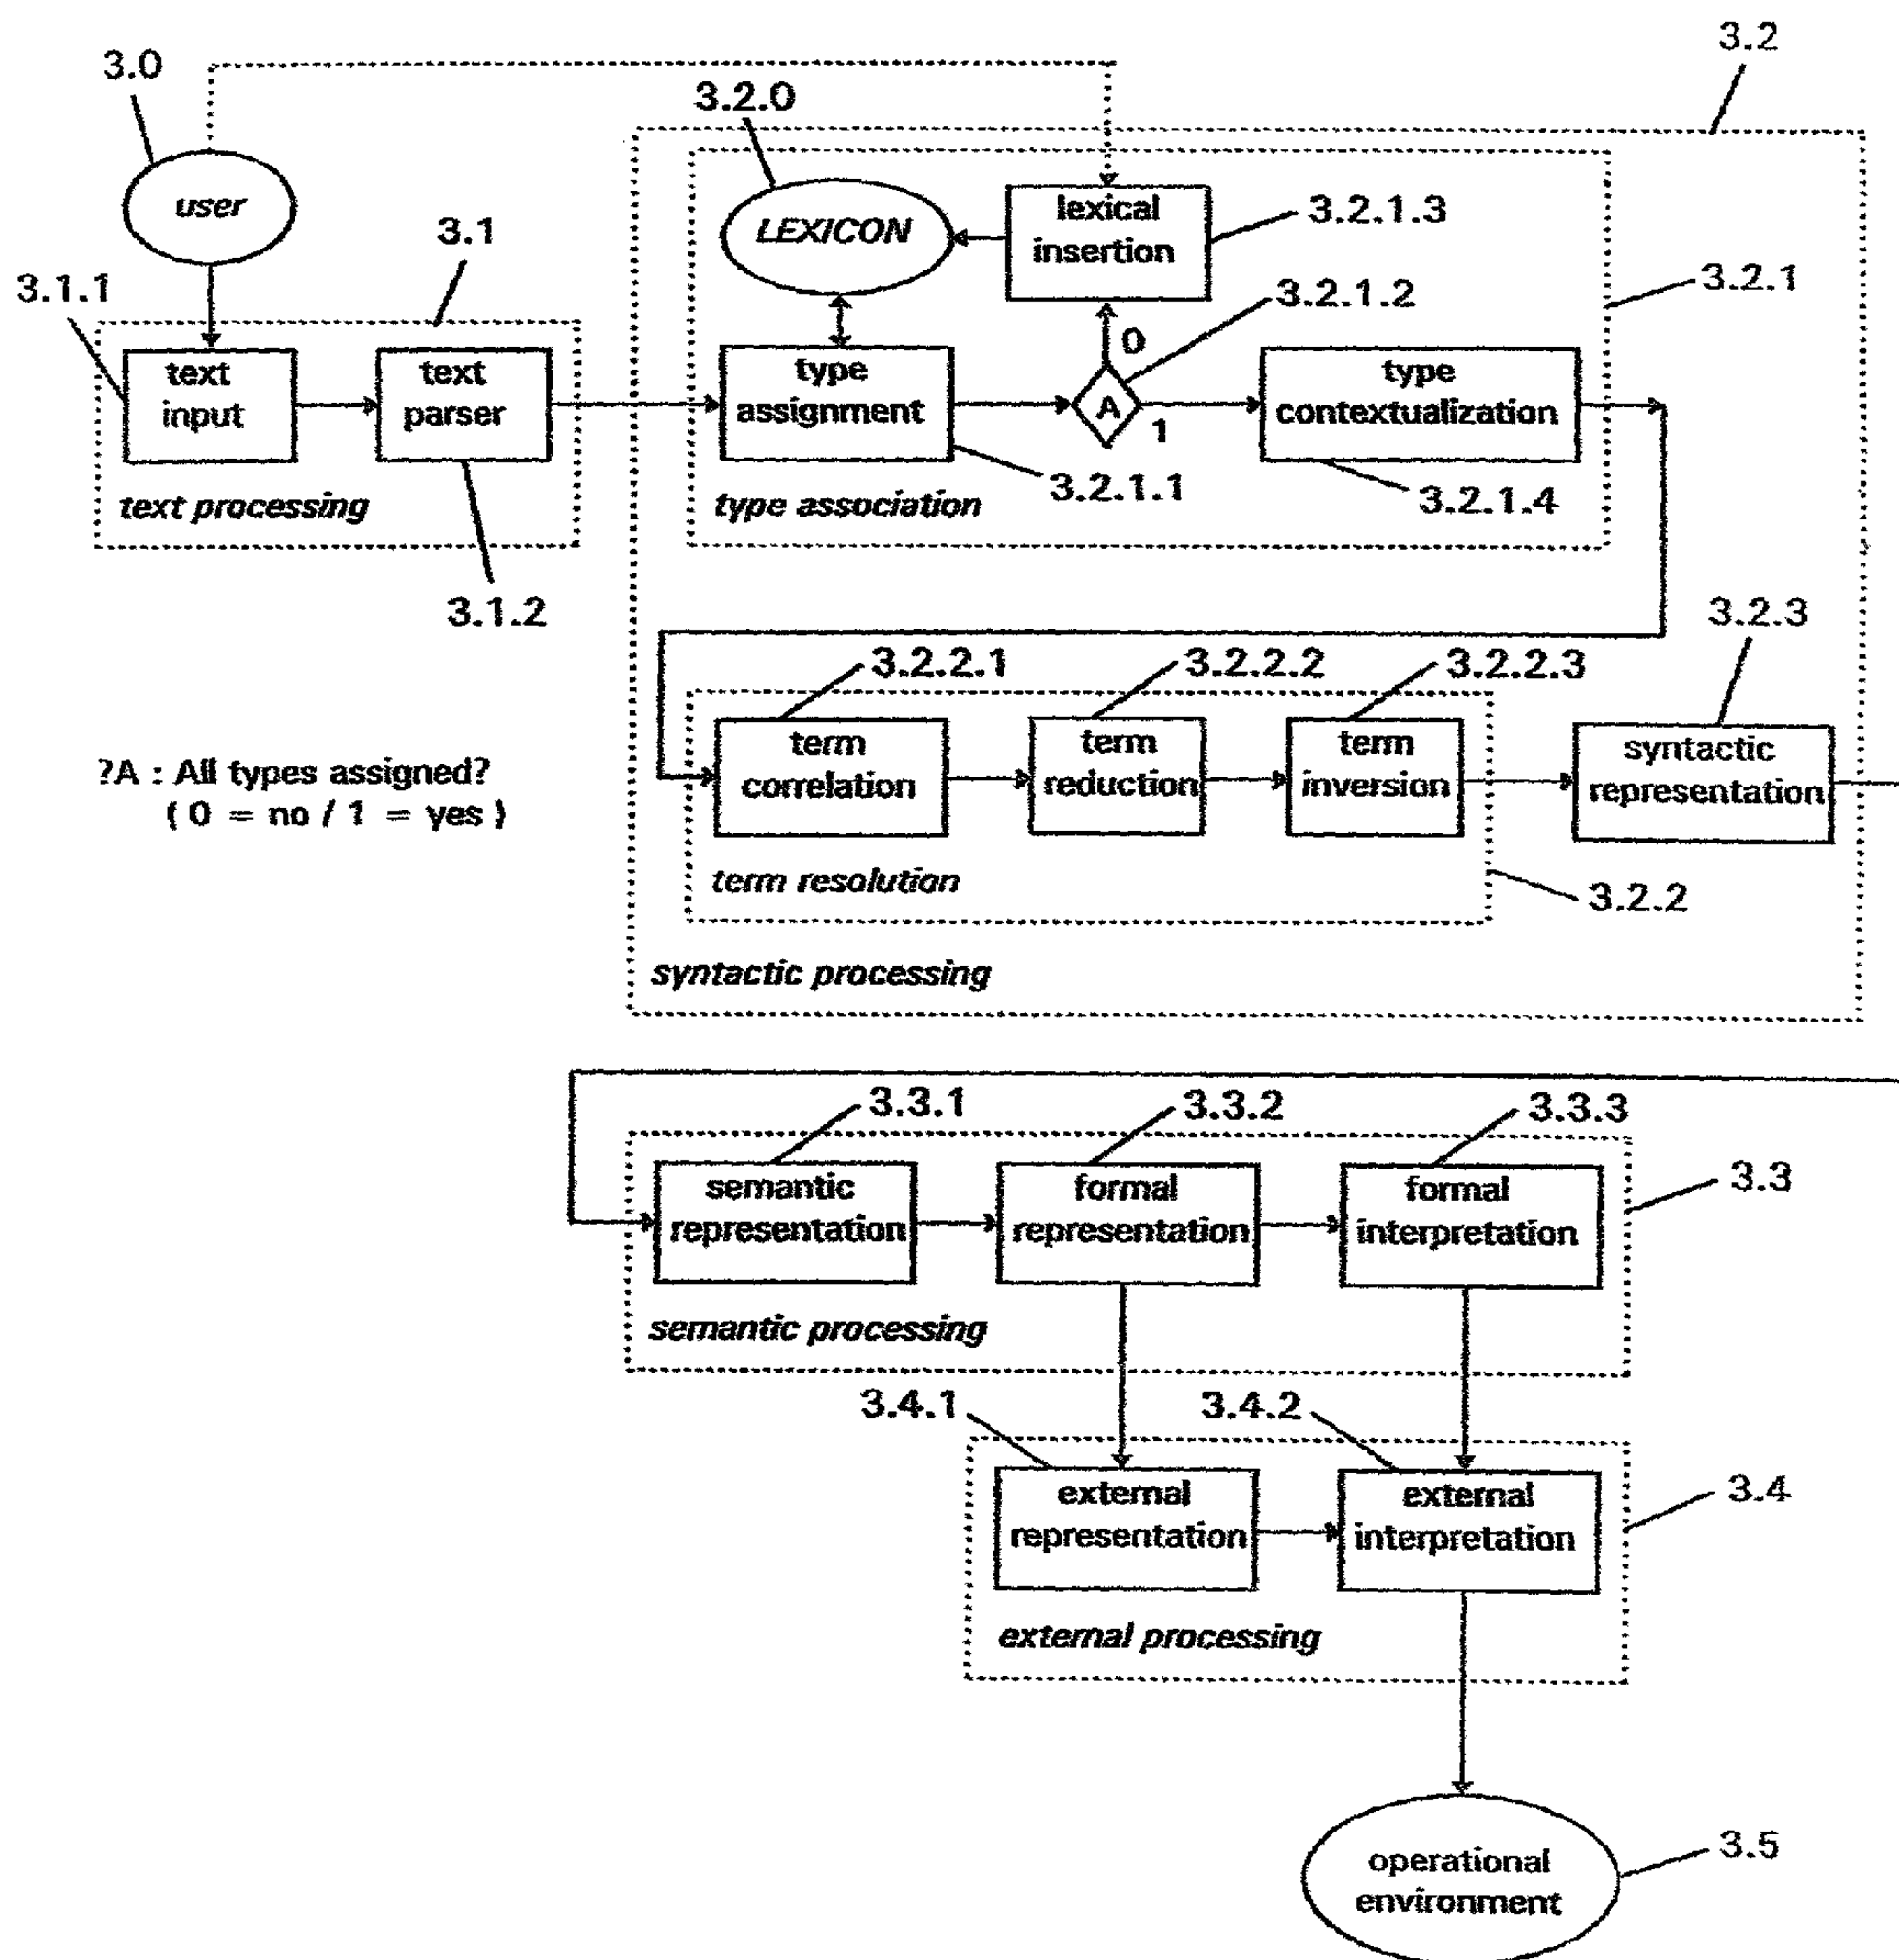 3.2
3.0
3.2.0
user
LEXICON
lexical
insertion
3.2.1.3
3.1
3.2.1
3.1.1
3.2.1.2
0
text
input
text
parser
type
assignment
A
1
type
contextualization
3.2.1.1
3.2.1.4
text processing
type association
3.1.2
3.2.3
3.2.2.1
3.2.2.2
3.2.2.3
?A : All types assigned?
( 0 = no / 1 = yes )
term
correlation
term
reduction
term
inversion
syntactic
representation
term resolution
3.2.2
syntactic processing
3.3.1
3.3.2
3.3.3
semantic
representation
formal
representation
formal
interpretation
3.3
semantic processing
3.4.1
3.4.2
external
representation
external
interpretation
3.4
external processing
operational
environment
3.5